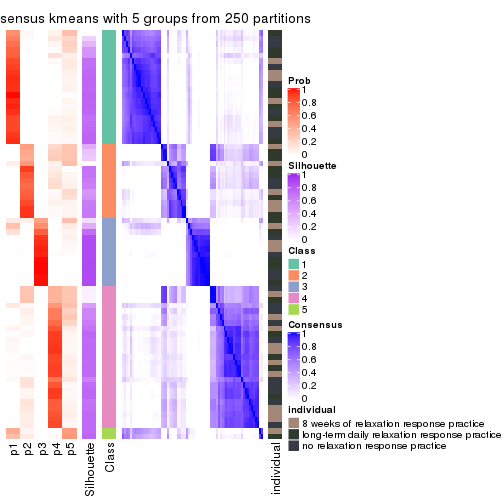 sensus kmeans with 5 groups from 250 partitions
Prob
1
0.8
0.6
0.4
0.2
0
Silhouette
1
0.8
0.6
0.4
0.2
0
Class
1
2
3
4
5
Consensus
1
0.8
0.6
0.4
0.2
0
individual
8 weeks of relaxation response practice
long-term daily relaxation response practice
no relaxation response practice
p1
p2
p3
p4
p5
Silhouette
Class
individual